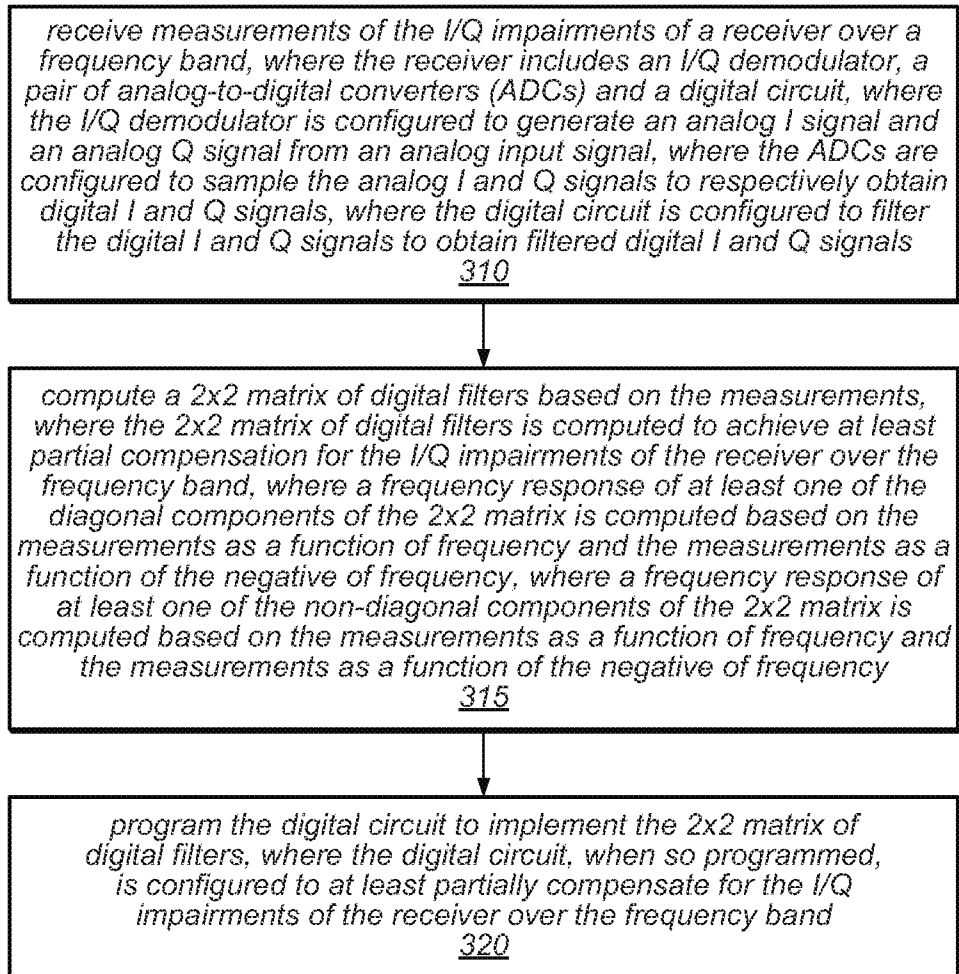 receive measurements of the I/Q impairments of a receiver over a
frequency band, where the receiver includes an I/Q demodulator, a
pair of analog-to-digital converters (ADCs) and a digital circuit, where
the I/Q demodulator is configured to generate an analog I signal and
an analog Q signal from an analog input signal, where the ADCs are
configured to sample the analog I and Q signals to respectively obtain
digital I and Q signals, where the digital circuit is configured to filter
the digital I and Q signals to obtain filtered digital I and Q signals
310
compute a 2x2 matrix of digital filters based on the measurements,
where the 2x2 matrix of digital filters is computed to achieve at least
partial compensation for the I/Q impairments of the receiver over the
frequency band, where a frequency response of at least one of the
diagonal components of the 2x2 matrix is computed based on the
measurements as a function of frequency and the measurements as a
function of the negative of frequency, where a frequency response of
at least one of the non-diagonal components of the 2x2 matrix is
computed based on the measurements as a function of frequency and
the measurements as a function of the negative of frequency
315
program the digital circuit to implement the 2x2 matrix of
digital filters, where the digital circuit, when so programmed,
is configured to at least partially compensate for the I/Q
impairments of the receiver over the frequency band
320